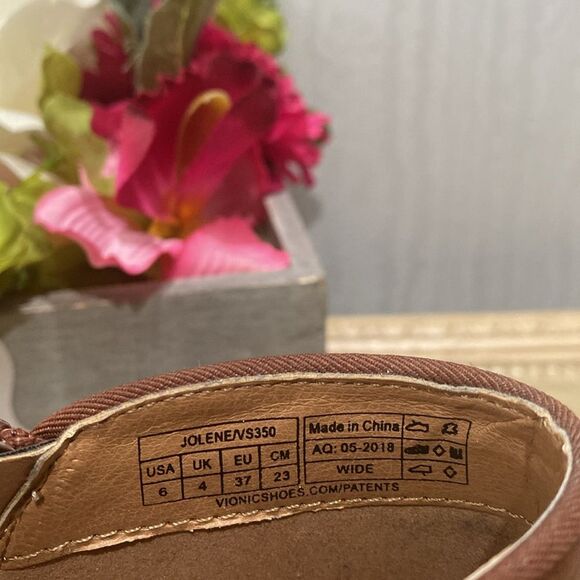 JOLENE/VS350
USA UK EU CM
6 4 37 23
Made in China
AQ: 05-2018
WIDE
VIONICSHOES.COM/PATENTS